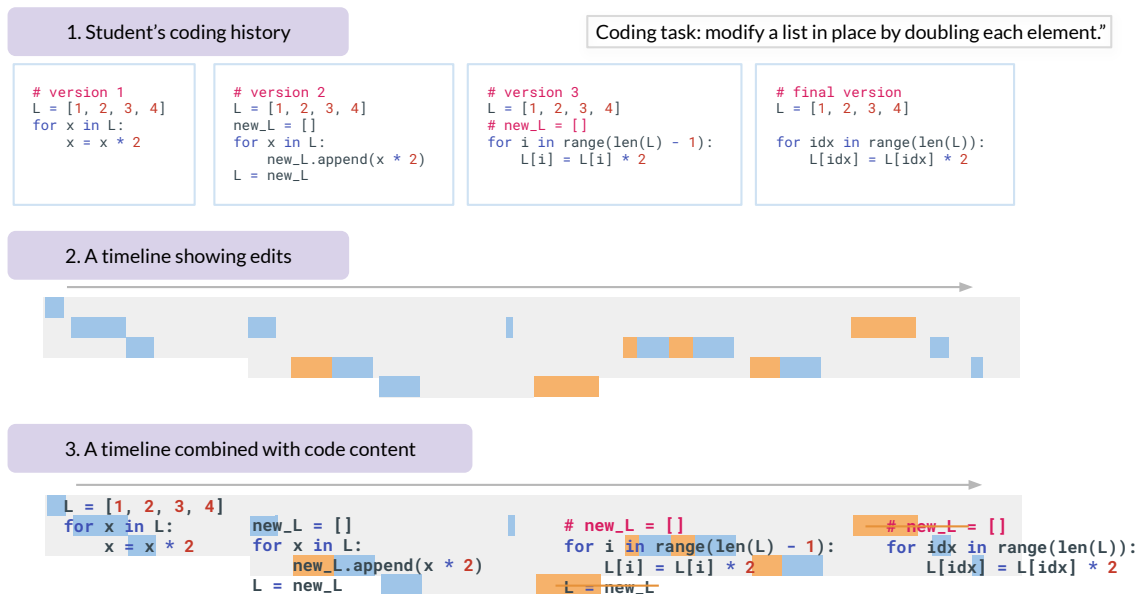 1. Student’s coding history
Coding task: modify a list in place by doubling each element.”
# version 1
L = [1, 2, 3, 4]
for x in L:
    x = x * 2
# version 2
L = [1, 2, 3, 4]
new_L = []
for x in L:
    new_L.append(x * 2)
L = new_L
# version 3
L = [1, 2, 3, 4]
# new_L = []
for i in range(len(L) - 1):
    L[i] = L[i] * 2
# final version
L = [1, 2, 3, 4]
for idx in range(len(L)):
    L[idx] = L[idx] * 2
2. A timeline showing edits
3. A timeline combined with code content
L = [1, 2, 3, 4]
for x in L:
    x = x * 2
new_L = []
for x in L:
    new_L.append(x * 2)
L = new_L
# new_L = []
for i in range(len(L) - 1):
    L[i] = L[i] * 2
L = new_L
# new_L = []
for idx in range(len(L)):
    L[idx] = L[idx] * 2